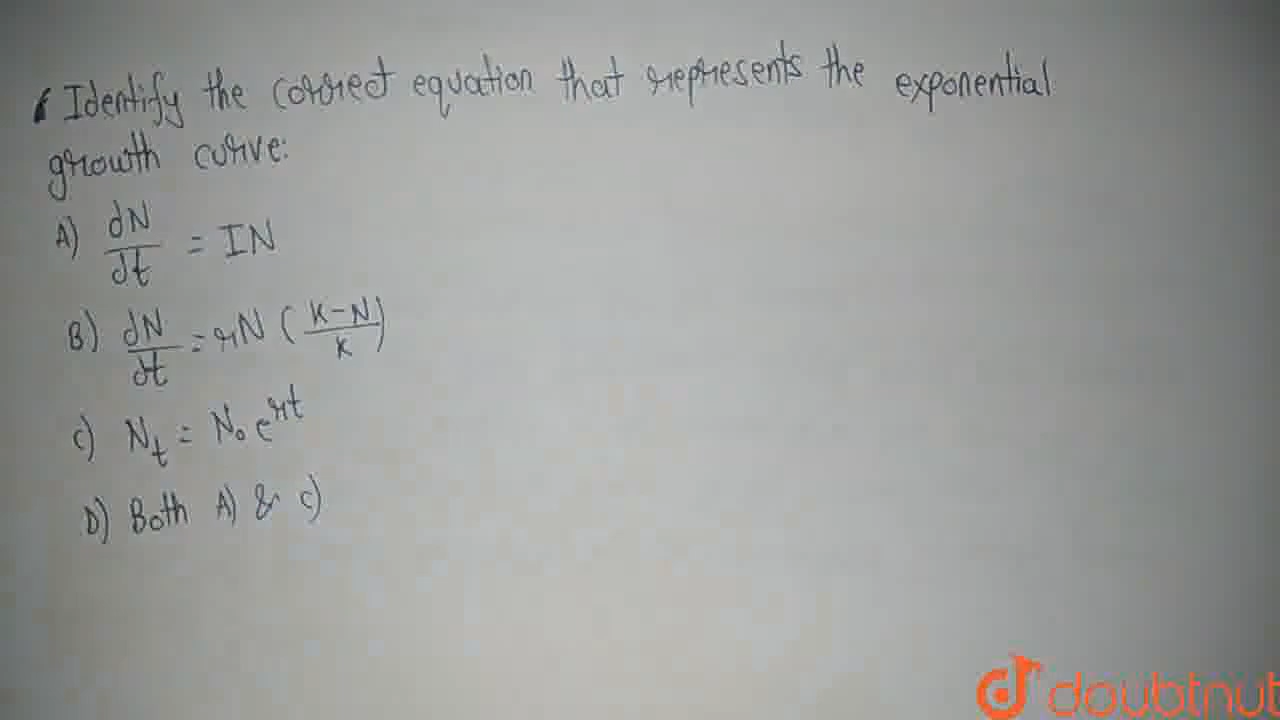 Identify the correct equation that represents the exponential
growth curve:
A) dN/dt = IN
B) dN/dt = rN (K-N/K)
C) Nt = N0 e^rt
D) Both A) & C)
doubtnut